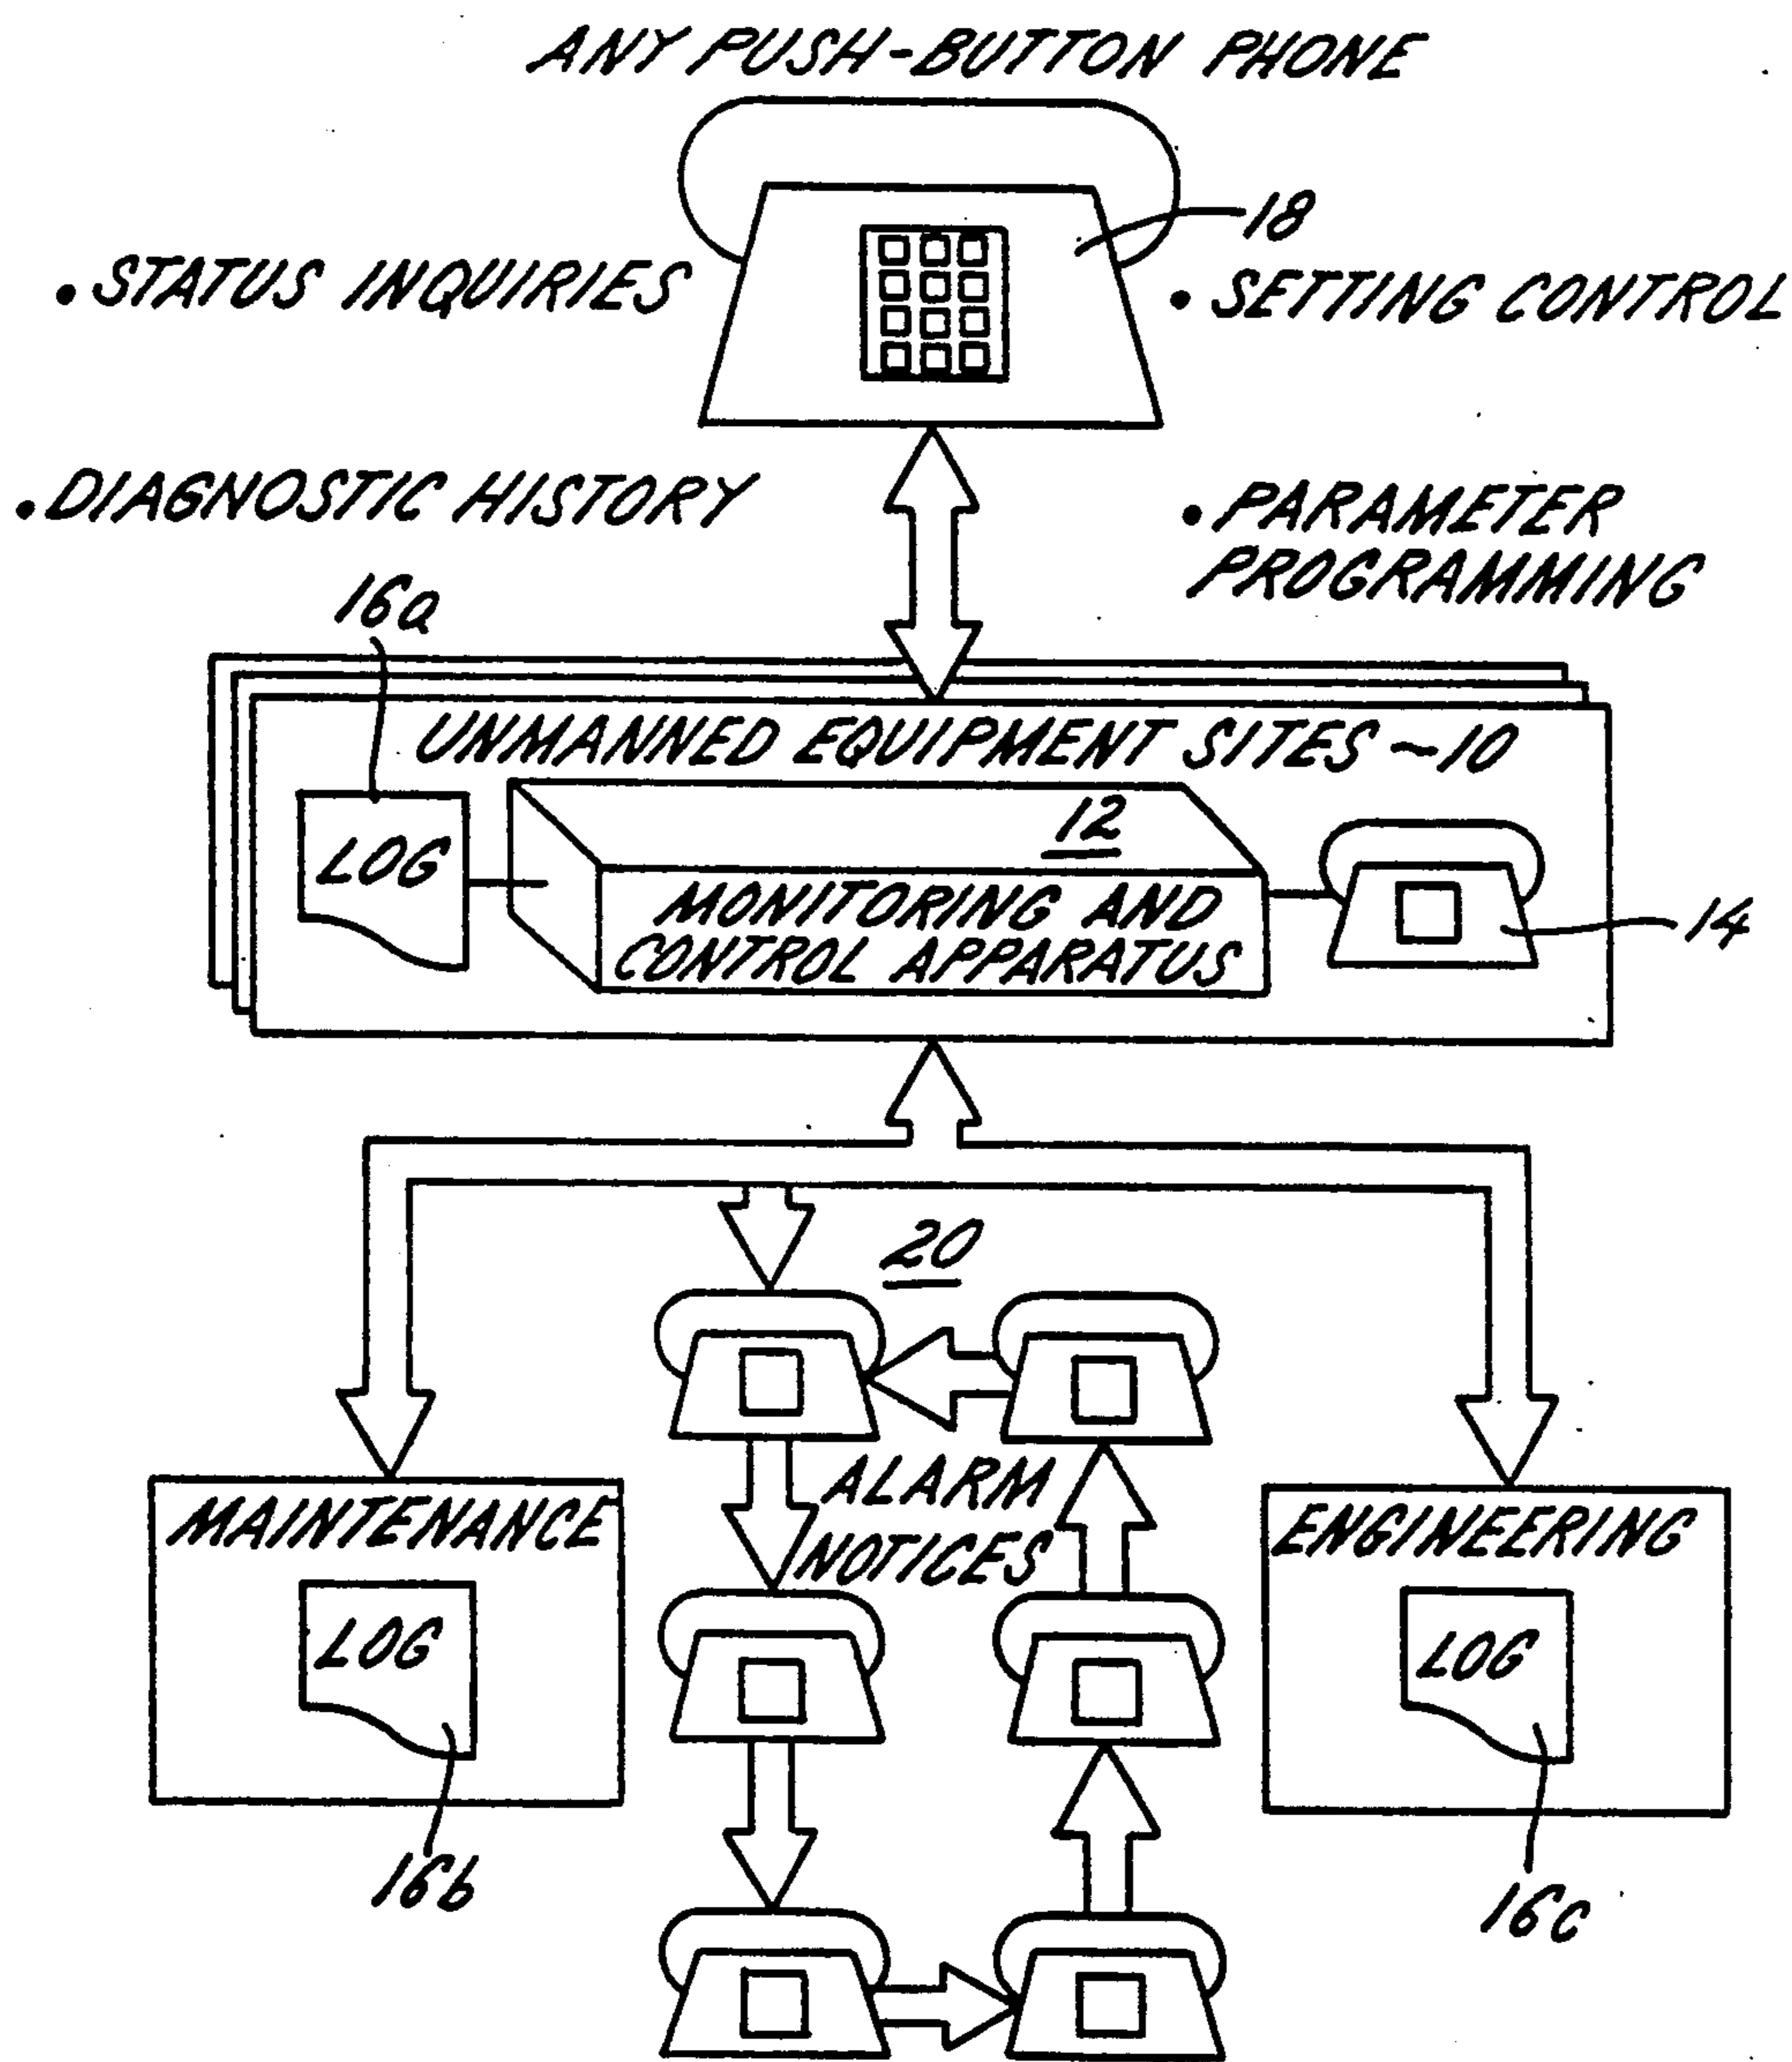 ANY PUSH-BUTTON PHONE
18
• STATUS INQUIRIES
• SETTING CONTROL
• DIAGNOSTIC HISTORY
• PARAMETER
PROGRAMMING
16a
UNMANNED EQUIPMENT SITES ~10
12
LOG
MONITORING AND
CONTROL APPARATUS
14
20
ALARM
NOTICES
MAINTENANCE
LOG
16b
ENGINEERING
LOG
16c